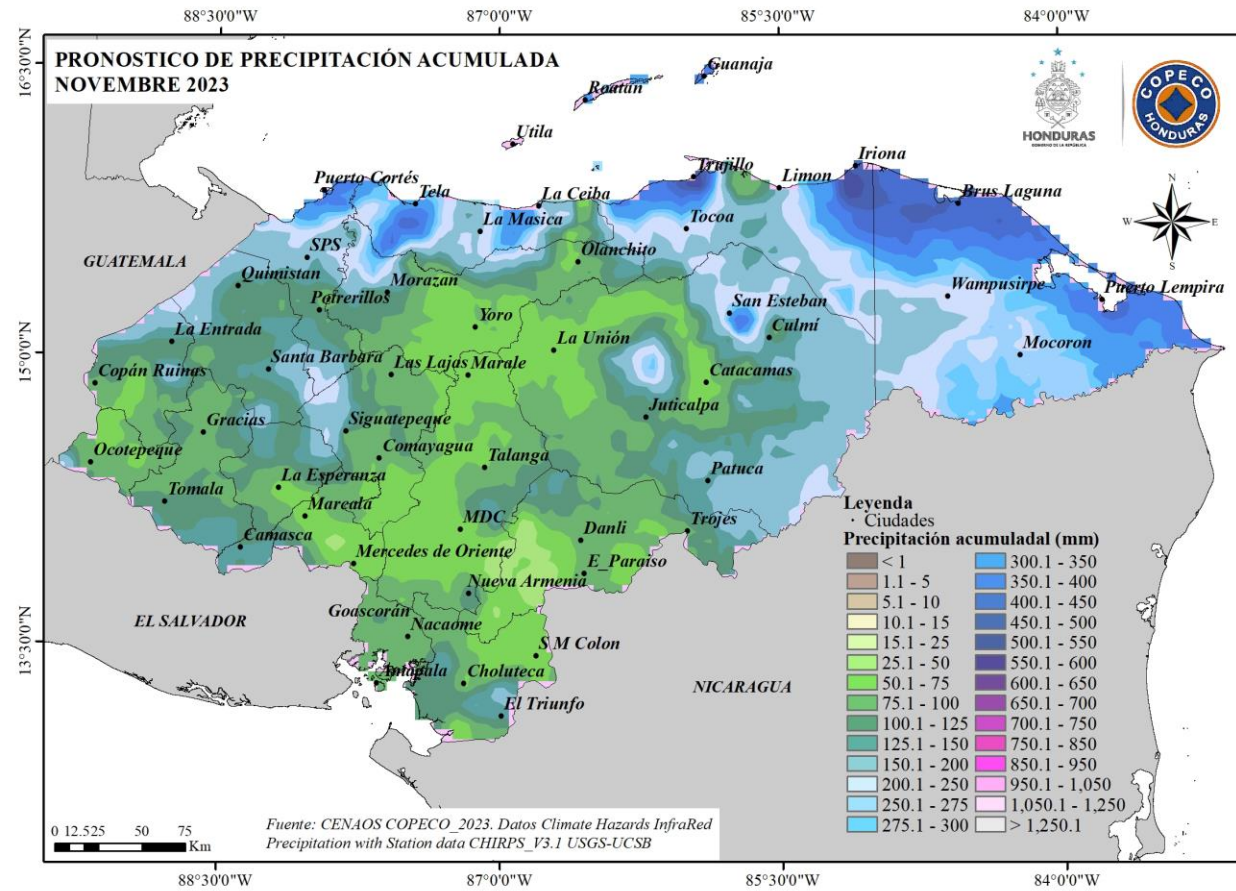 88°30'0"W 87°0'0"W 85°30'0"W 84°0'0"W
16°30'0"N
15°0'0"N
13°30'0"N
PRONOSTICO DE PRECIPITACIÓN ACUMULADA
NOVEMBRE 2023
HONDURAS
GOBIERNO DE LA REPÚBLICA
COPECO
HONDURAS
N
W E
S
Guanaja
Roatan
Utila
Puerto Cortés
Tela
La Ceiba
Trujillo
Limon
Iriona
Brus Laguna
La Masica
Tocoa
SPS
Olanchito
GUATEMALA
Quimistan
Morazan
Potrerillos
San Esteban
Wampusirpe
Puerto Lempira
Yoro
La Entrada
La Unión
Culmí
Mocoron
Santa Barbara
Las Lajas
Marale
Copán Ruinas
Catacamas
Gracias
Siguatepeque
Juticalpa
Comayagua
Ocotepeque
La Esperanza
Talanga
Patuca
Tomala
Mareala
MDC
Danli
Trojes
Camasca
Mercedes de Oriente
E_Paraiso
Nueva Armenia
Goascorán
EL SALVADOR
Nacaome
S M Colon
Amapala
Choluteca
NICARAGUA
El Triunfo
Leyenda
· Ciudades
Precipitación acumuladal (mm)
< 1
1.1 - 5
5.1 - 10
10.1 - 15
15.1 - 25
25.1 - 50
50.1 - 75
75.1 - 100
100.1 - 125
125.1 - 150
150.1 - 200
200.1 - 250
250.1 - 275
275.1 - 300
300.1 - 350
350.1 - 400
400.1 - 450
450.1 - 500
500.1 - 550
550.1 - 600
600.1 - 650
650.1 - 700
700.1 - 750
750.1 - 850
850.1 - 950
950.1 - 1,050
1,050.1 - 1,250
> 1,250.1
0 12.525 50 75
Km
Fuente: CENAOS COPECO_2023. Datos Climate Hazards InfraRed
Precipitation with Station data CHIRPS_V3.1 USGS-UCSB
88°30'0"W 87°0'0"W 85°30'0"W 84°0'0"W